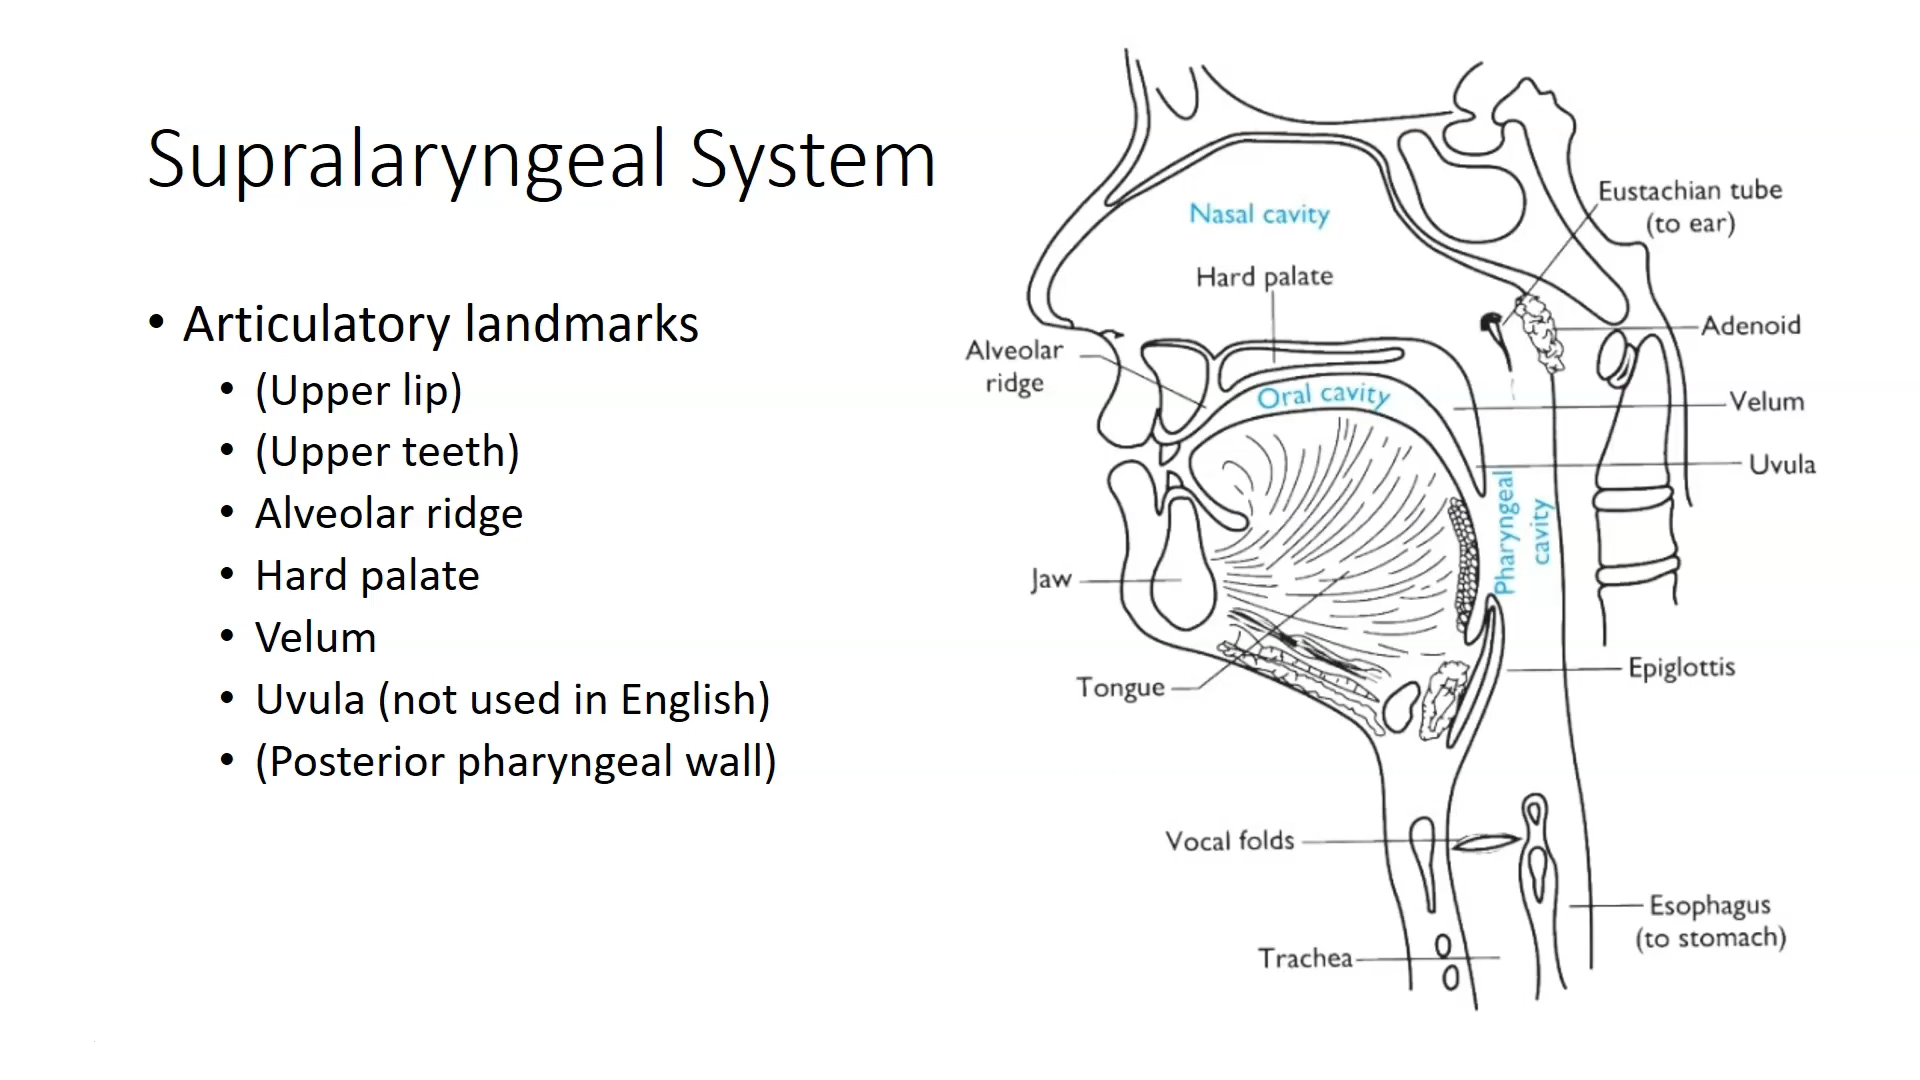 Supralaryngeal System
• Articulatory landmarks
• (Upper lip)
• (Upper teeth)
• Alveolar ridge
• Hard palate
• Velum
• Uvula (not used in English)
• (Posterior pharyngeal wall)
Nasal cavity
Hard palate
Eustachian tube
(to ear)
Adenoid
Alveolar
ridge
Oral cavity
Velum
Uvula
Pharyngeal
cavity
Jaw
Tongue
Epiglottis
Vocal folds
Esophagus
(to stomach)
Trachea